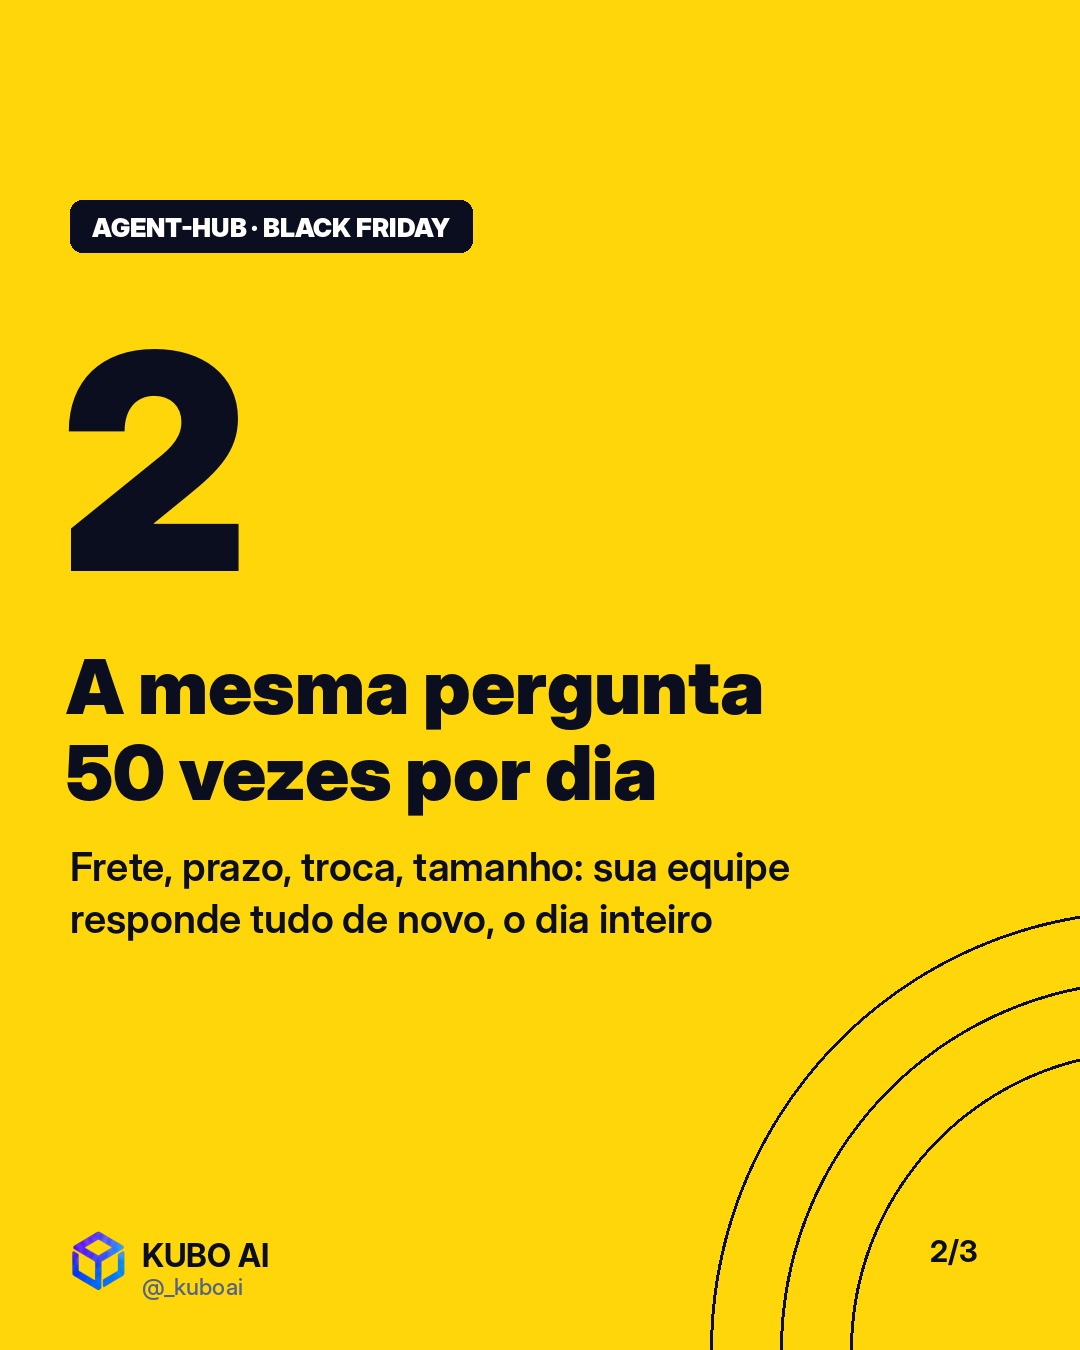 AGENT-HUB · BLACK FRIDAY
2
A mesma pergunta
50 vezes por dia
Frete, prazo, troca, tamanho: sua equipe
responde tudo de novo, o dia inteiro
KUBO AI
@_kuboai
2/3